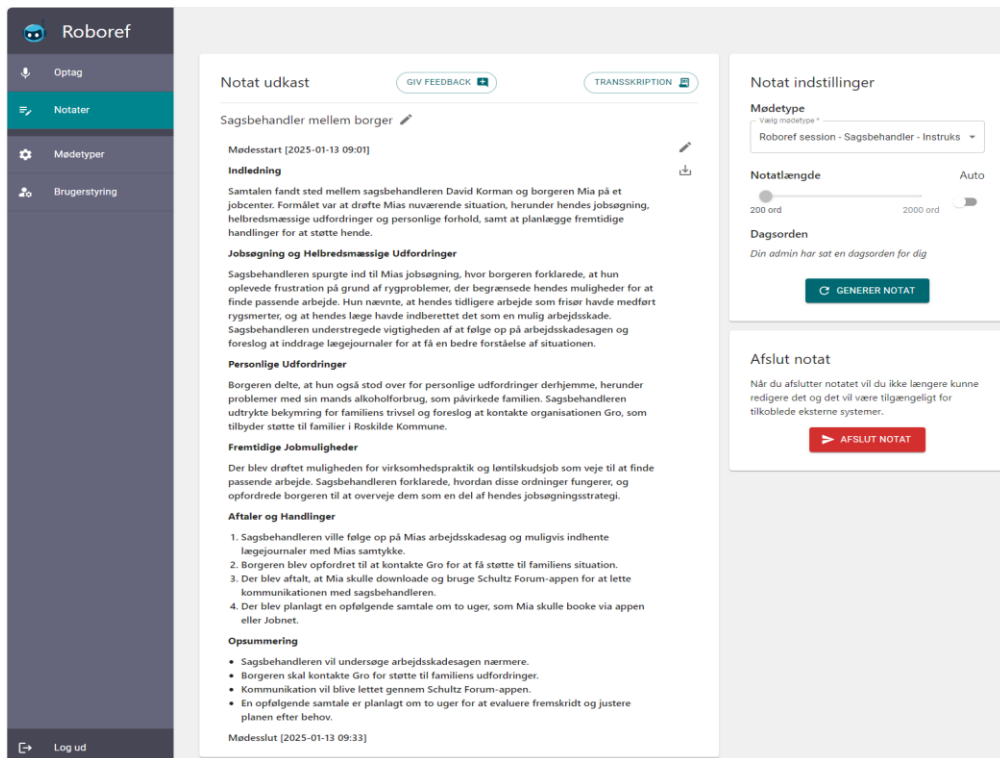 Roboref
Optag
Notater
Mødetyper
Brugerstyring
Log ud
Notat udkast
GIV FEEDBACK
TRANSSKRIPTION
Sagsbehandler mellem borger
Mødesstart [2025-01-13 09:01]
Indledning
Samtalen fandt sted mellem sagsbehandleren David Korman og borgeren Mia på et
jobcenter. Formålet var at drøfte Mias nuværende situation, herunder hendes jobsøgning,
helbredsmæssige udfordringer og personlige forhold, samt at planlægge fremtidige
handlinger for at støtte hende.
Jobsøgning og Helbredsmæssige Udfordringer
Sagsbehandleren spurgte ind til Mias jobsøgning, hvor borgeren forklarede, at hun
oplevede frustration på grund af rygproblemer, der begrænsede hendes muligheder for at
finde passende arbejde. Hun nævnte, at hendes tidligere arbejde som frisør havde medført
rygsmerter, og at hendes læge havde indberettet det som en mulig arbejdsskade.
Sagsbehandleren understregede vigtigheden af at følge op på arbejdsskadesagen og
foreslog at inddrage lægejournaler for at få en bedre forståelse af situationen.
Personlige Udfordringer
Borgeren delte, at hun også stod over for personlige udfordringer derhjemme, herunder
problemer med sin mands alkoholforbrug, som påvirkede familien. Sagsbehandleren
udtrykte bekymring for familiens trivsel og foreslog at kontakte organisationen Gro, som
tilbyder støtte til familier i Roskilde Kommune.
Fremtidige Jobmuligheder
Der blev drøftet muligheden for virksomhedspraktik og løntilskudsjob som veje til at finde
passende arbejde. Sagsbehandleren forklarede, hvordan disse ordninger fungerer, og
opfordrede borgeren til at overveje dem som en del af hendes jobsøgningsstrategi.
Aftaler og Handlinger
1. Sagsbehandleren ville følge op på Mias arbejdsskadesag og muligvis indhente
lægejournaler med Mias samtykke.
2. Borgeren blev opfordret til at kontakte Gro for at få støtte til familiens situation.
3. Der blev aftalt, at Mia skulle downloade og bruge Schultz Forum-appen for at lette
kommunikationen med sagsbehandleren.
4. Der blev planlagt en opfølgende samtale om to uger, som Mia skulle booke via appen
eller Jobnet.
Opsummering
• Sagsbehandleren vil undersøge arbejdsskadesagen nærmere.
• Borgeren skal kontakte Gro for støtte til familiens udfordringer.
• Kommunikation vil blive lettet gennem Schultz Forum-appen.
• En opfølgende samtale er planlagt om to uger for at evaluere fremskridt og justere
planen efter behov.
Mødesslut [2025-01-13 09:33]
Notat indstillinger
Mødetype
Vælg mødetype *
Roboref session - Sagsbehandler - Instruks
Notatlængde
Auto
200 ord
2000 ord
Dagsorden
Din admin har sat en dagsorden for dig
GENERER NOTAT
Afslut notat
Når du afslutter notatet vil du ikke længere kunne
redigere det og det vil være tilgængeligt for
tilkoblede eksterne systemer.
AFSLUT NOTAT